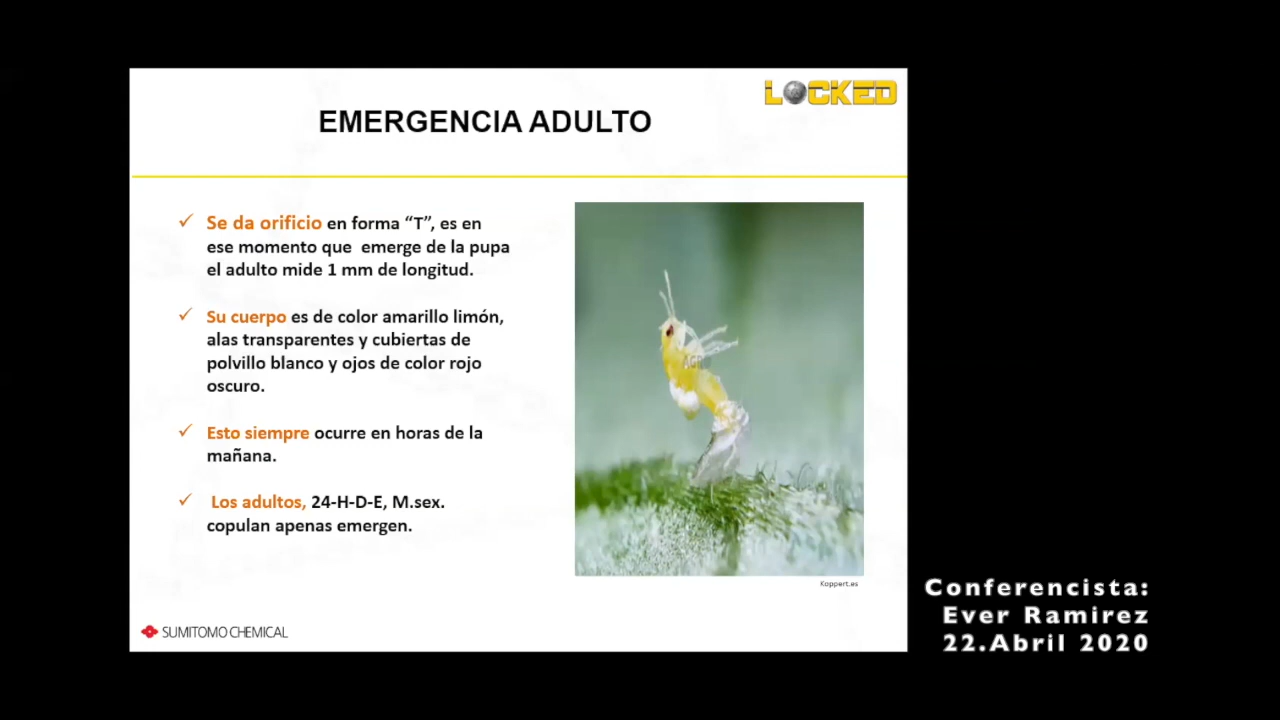 LOCKED
EMERGENCIA ADULTO
Se da orificio en forma “T”, es en
ese momento que emerge de la pupa
el adulto mide 1 mm de longitud.
Su cuerpo es de color amarillo limón,
alas transparentes y cubiertas de
polvillo blanco y ojos de color rojo
oscuro.
Esto siempre ocurre en horas de la
mañana.
Los adultos, 24-H-D-E, M.sex.
copulan apenas emergen.
Koppert.es
SUMITOMO CHEMICAL
Conferencista:
Ever Ramirez
22.Abril 2020